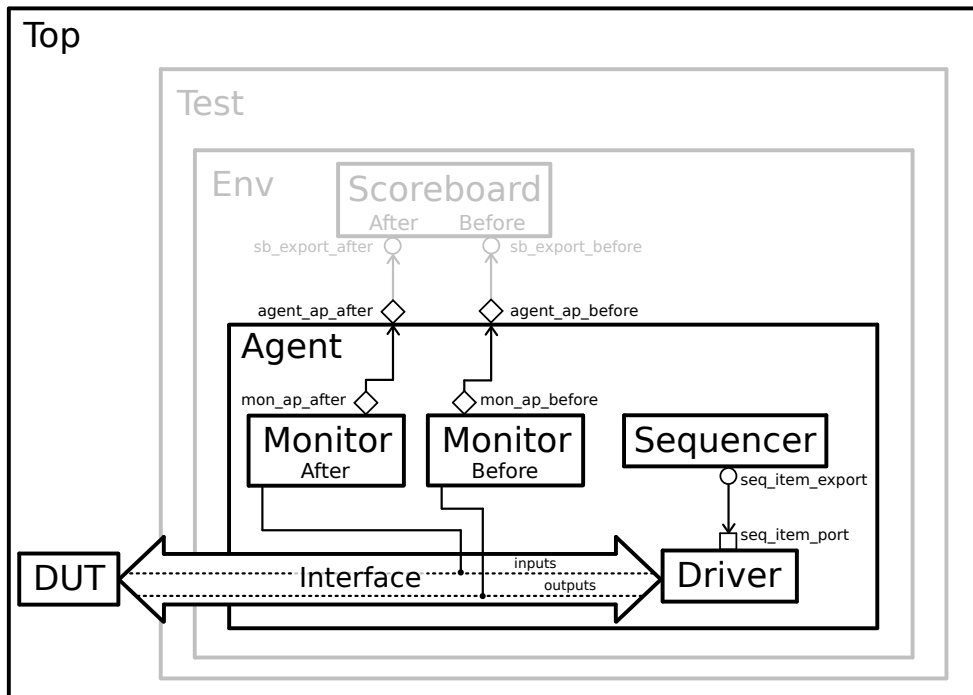 Top
Test
Env
Scoreboard
After Before
sb_export_after sb_export_before
agent_ap_after agent_ap_before
Agent
mon_ap_after mon_ap_before
Monitor Monitor Sequencer
After Before
seq_item_export
seq_item_port
inputs
DUT Interface Driver
outputs